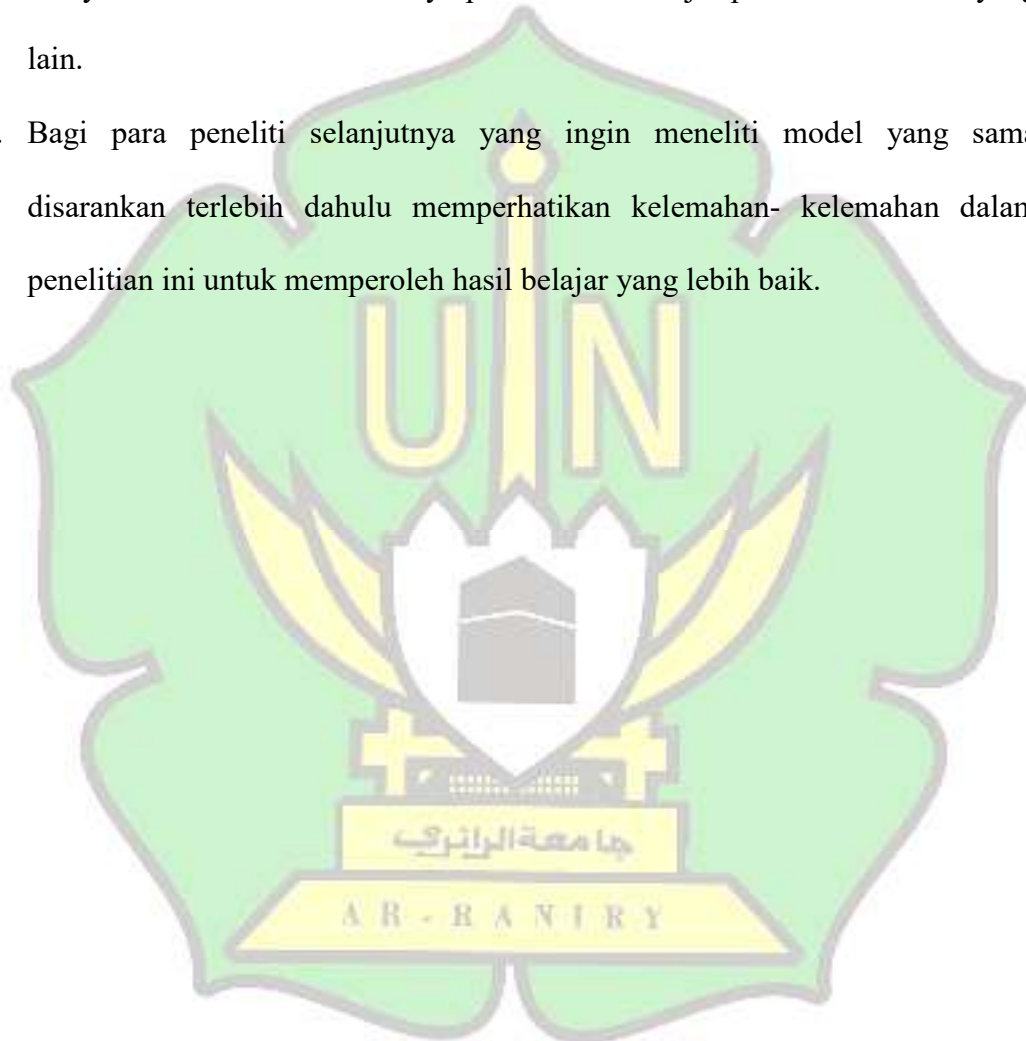 lain.
. Bagi para peneliti selanjutnya yang ingin meneliti model yang sama
disarankan terlebih dahulu memperhatikan kelemahan- kelemahan dalam
penelitian ini untuk memperoleh hasil belajar yang lebih baik.
UIN
جامعة الرانري
AR-RANIRY